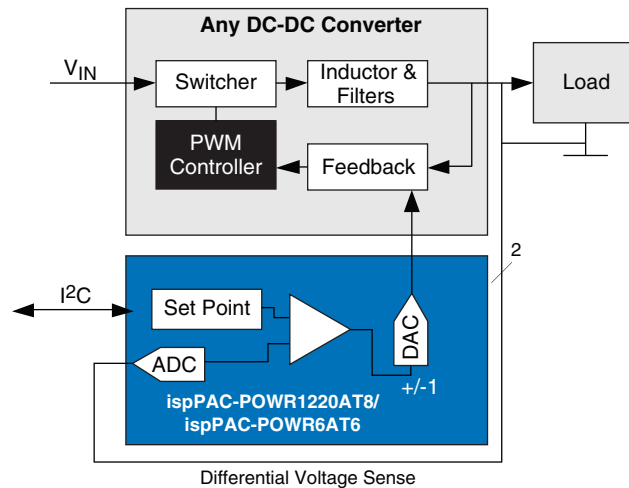 Any DC-DC Converter
VIN
Switcher
Inductor &
Filters
Load
PWM
Controller
Feedback
2
I²C
Set Point
ADC
DAC
+/-1
ispPAC-POWR1220AT8/
ispPAC-POWR6AT6
Differential Voltage Sense